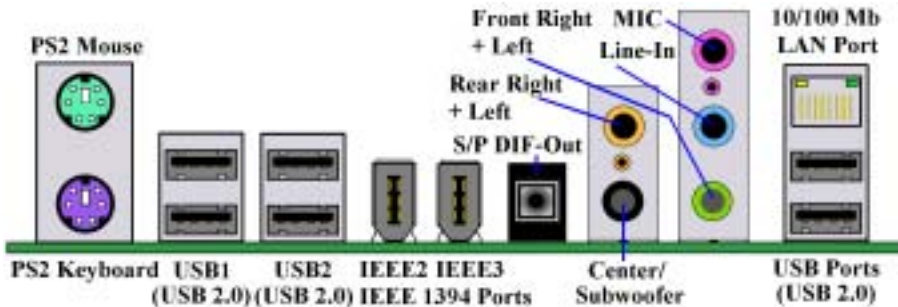 PS2 Mouse
Front Right
+ Left
MIC
Line-In
10/100 Mb
LAN Port
Rear Right
+ Left
S/P DIF-Out
PS2 Keyboard
USB1
(USB 2.0)
USB2
(USB 2.0)
IEEE2
IEEE3
IEEE 1394 Ports
Center/
Subwoofer
USB Ports
(USB 2.0)